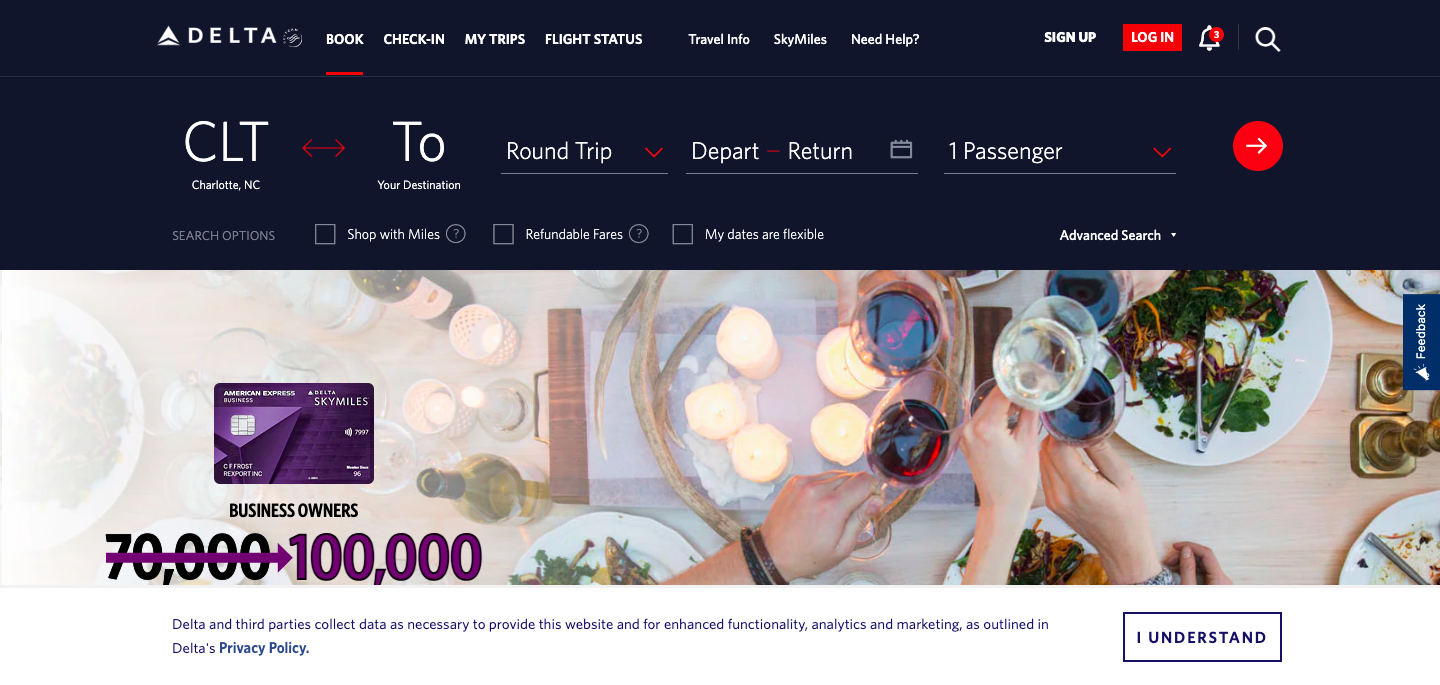 DELTA
BOOK
CHECK-IN
MY TRIPS
FLIGHT STATUS
Travel Info
SkyMiles
Need Help?
SIGN UP
LOG IN
3
CLT
Charlotte, NC
To
Your Destination
Round Trip
Depart – Return
1 Passenger
SEARCH OPTIONS
Shop with Miles ?
Refundable Fares ?
My dates are flexible
Advanced Search
Feedback
AMERICAN EXPRESS
BUSINESS
DELTA
SKYMILES
7997
C F FROST
REXPORT INC
Member Since
96
BUSINESS OWNERS
70,000 100,000
Delta and third parties collect data as necessary to provide this website and for enhanced functionality, analytics and marketing, as outlined in
Delta's Privacy Policy.
I UNDERSTAND